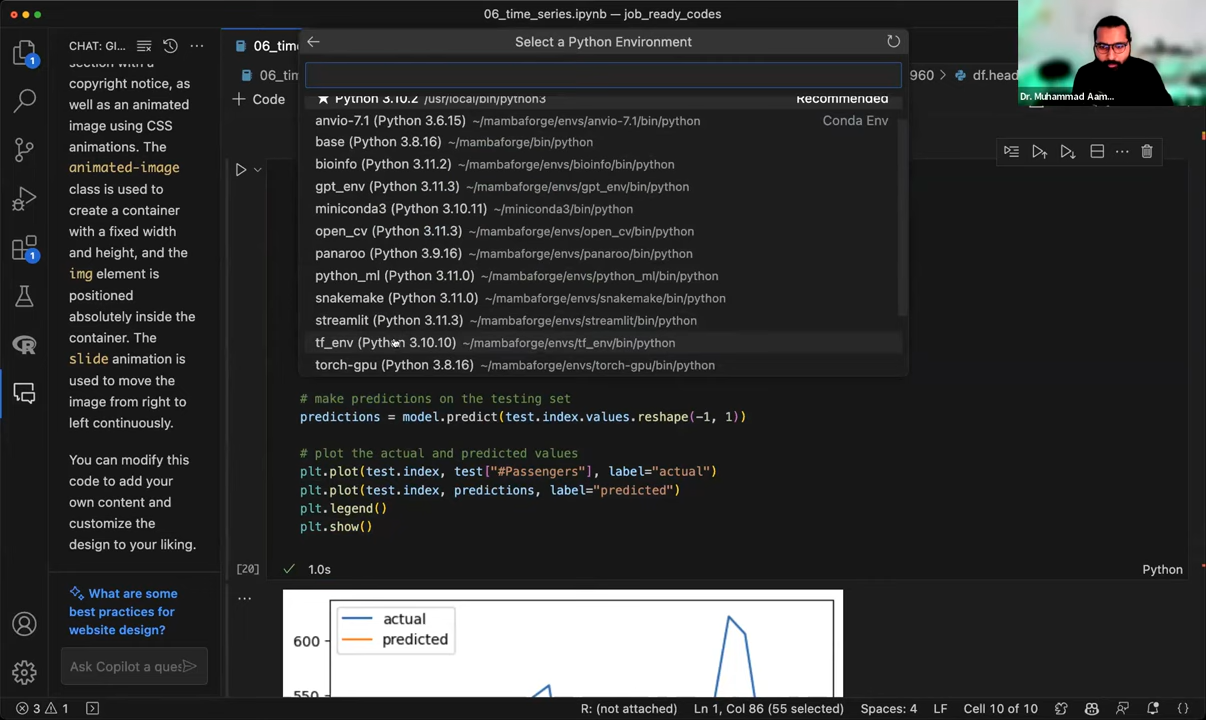 06_time_series.ipynb — job_ready_codes
CHAT: GI...
06_tim
Select a Python Environment
06_tim
960 > df.head
+ Code
★ Python 3.10.2 /usr/local/bin/python3 Recommended
anvio-7.1 (Python 3.6.15) ~/mambaforge/envs/anvio-7.1/bin/python Conda Env
base (Python 3.8.16) ~/mambaforge/bin/python
bioinfo (Python 3.11.2) ~/mambaforge/envs/bioinfo/bin/python
gpt_env (Python 3.11.3) ~/mambaforge/envs/gpt_env/bin/python
miniconda3 (Python 3.10.11) ~/miniconda3/bin/python
open_cv (Python 3.11.3) ~/mambaforge/envs/open_cv/bin/python
panaroo (Python 3.9.16) ~/mambaforge/envs/panaroo/bin/python
python_ml (Python 3.11.0) ~/mambaforge/envs/python_ml/bin/python
snakemake (Python 3.11.0) ~/mambaforge/envs/snakemake/bin/python
streamlit (Python 3.11.3) ~/mambaforge/envs/streamlit/bin/python
tf_env (Python 3.10.10) ~/mambaforge/envs/tf_env/bin/python
torch-gpu (Python 3.8.16) ~/mambaforge/envs/torch-gpu/bin/python
Dr. Muhammad Aam...
section with a
copyright notice, as
well as an animated
image using CSS
animations. The
animated-image
class is used to
create a container
with a fixed width
and height, and the
img element is
positioned
absolutely inside the
container. The
slide animation is
used to move the
image from right to
left continuously.
You can modify this
code to add your
own content and
customize the
design to your liking.
What are some
best practices for
website design?
Ask Copilot a ques
# make predictions on the testing set
predictions = model.predict(test.index.values.reshape(-1, 1))
# plot the actual and predicted values
plt.plot(test.index, test["#Passengers"], label="actual")
plt.plot(test.index, predictions, label="predicted")
plt.legend()
plt.show()
[20] 1.0s Python
...
actual
predicted
600
550
1
1
3 1 R: (not attached) Ln 1, Col 86 (55 selected) Spaces: 4 LF Cell 10 of 10